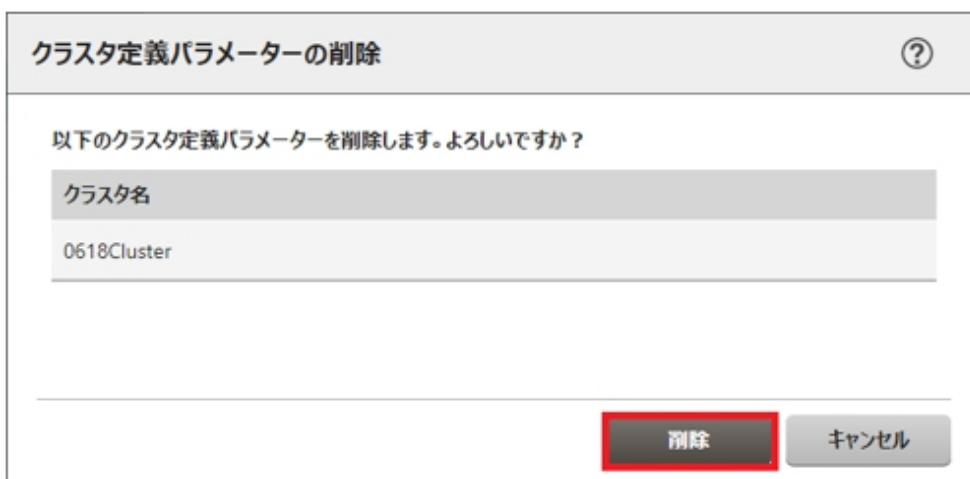 クラスタ定義パラメーターの削除
以下のクラスタ定義パラメーターを削除します。よろしいですか？
クラスタ名
0618Cluster
削除
キャンセル